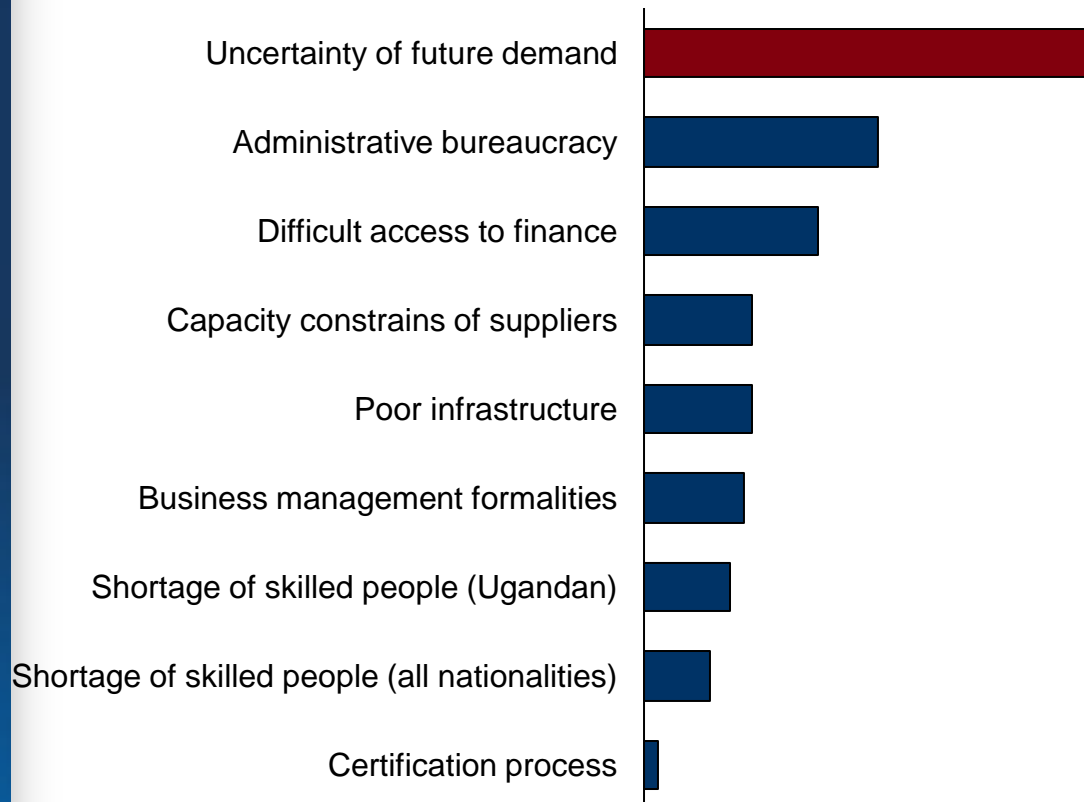 Uncertainty of future demand
Administrative bureaucracy
Difficult access to finance
Capacity constrains of suppliers
Poor infrastructure
Business management formalities
Shortage of skilled people (Ugandan)
Shortage of skilled people (all nationalities)
Certification process